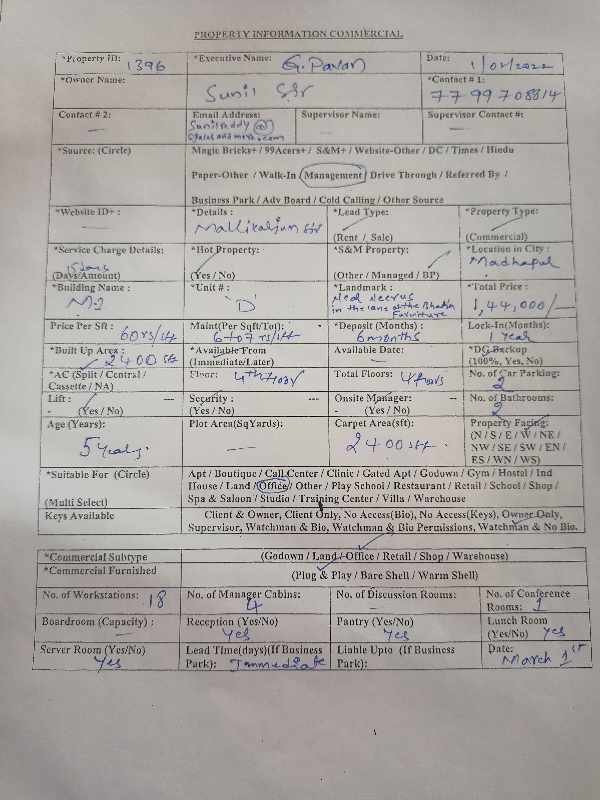 PROPERTY INFORMATION COMMERCIAL
*Property ID: 1396 *Executive Name: G. Pavan Date: 1/02/2022
*Owner Name: Sunil Sir *Contact # 1: 7799708814
Contact # 2: — Email Address: Sunilreddy@ Supervisor Name: — Supervisor Contact #: —
*Source: (Circle) Magic Bricks+ / 99Acers+ / S&M+ / Website-Other / DC / Times / Hindu
Paper-Other / Walk-In / Management / Drive Through / Referred By /
Business Park / Adv Board / Cold Calling / Other Source
*Website ID+ : — *Details : Mallikarjun Sir *Lead Type: (Rent / Sale) *Property Type: (Commercial)
*Service Charge Details: 15 days (Days/Amount) *Hot Property: (Yes / No) *S&M Property: (Other / Managed / BP) *Location in City : Madhapur
*Building Name : *Unit # : 'D' *Landmark : Near Neerus in the lane of Furniture *Total Price : 1,44,000/-
Price Per Sft : 60 rs/sft Maint(Per Sqft/Tot): 6 to 7 rs/sft *Deposit (Months) : 6 months Lock-In(Months): 1 year
*Built Up Area : 2400 sft *Available From (Immediate/Later) Available Date: — *DG Backup (100%, Yes, No)
*AC (Split / Central / Cassette / NA) Floor: 4th floor Total Floors: 4 floors No. of Car Parking: 2
Lift : --- - (Yes / No) Security : --- - (Yes / No) Onsite Manager: --- - (Yes / No) No. of Bathrooms: 2
Age (Years): 5 years Plot Area(SqYards): --- Carpet Area(sft): 2400 sft Property Facing:
(N / S / E / W / NE /
NW / SE / SW / EN /
ES / WN / WS)
*Suitable For (Circle) Apt / Boutique / Call Center / Clinic / Gated Apt / Godown / Gym / Hostel / Ind
House / Land / Office / Other / Play School / Restaurant / Retail / School / Shop /
(Multi Select) Spa & Saloon / Studio / Training Center / Villa / Warehouse
Keys Available Client & Owner, Client Only, No Access(Bio), No Access(Keys), Owner Only,
Supervisor, Watchman & Bio, Watchman & Bio Permissions, Watchman & No Bio.
*Commercial Subtype (Godown / Land / Office / Retail / Shop / Warehouse)
*Commercial Furnished (Plug & Play / Bare Shell / Warm Shell)
No. of Workstations: 18 No. of Manager Cabins: 4 No. of Discussion Rooms: — No. of Conference Rooms: 1
Boardroom (Capacity) : — Reception (Yes/No) Yes Pantry (Yes/No) Yes Lunch Room (Yes/No) Yes
Server Room (Yes/No) Yes Lead Time(days)(If Business Park): Immediate Liable Upto (If Business Park): Date: March 1st